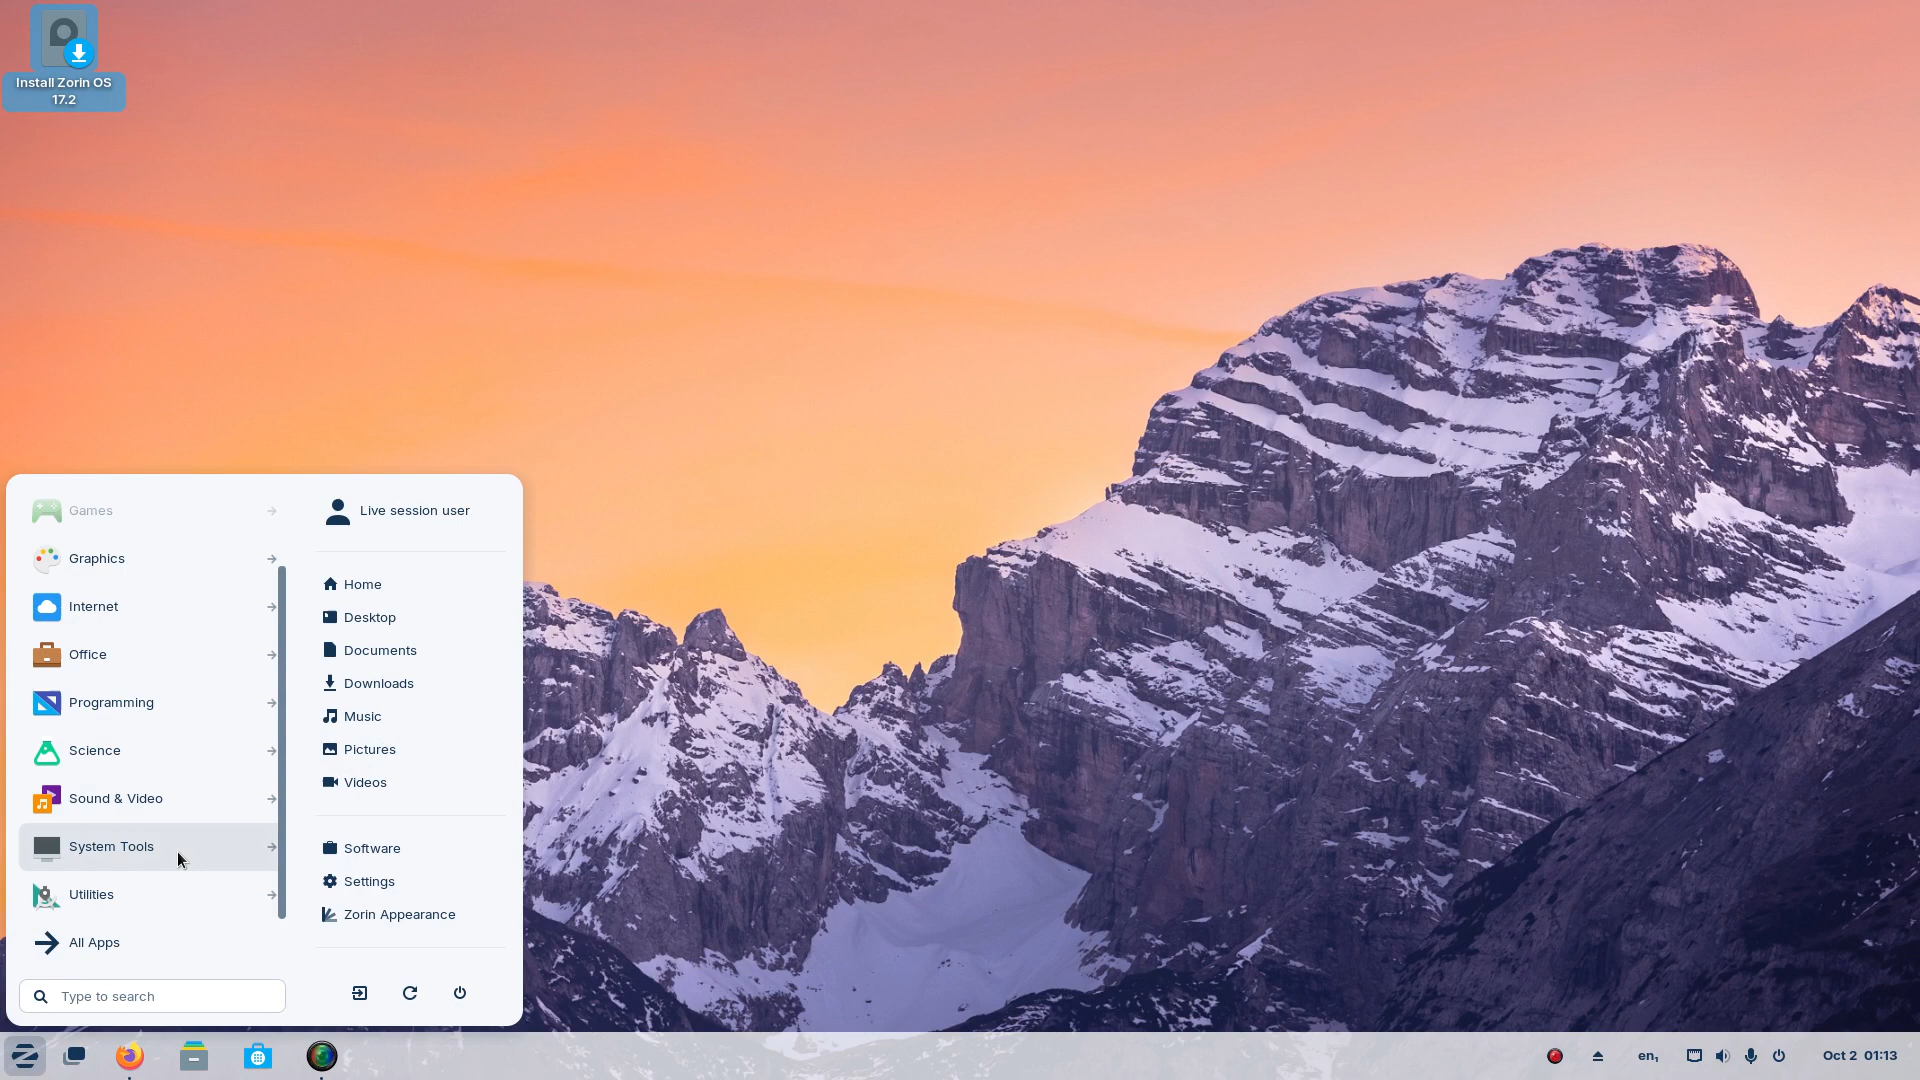 Install Zorin OS
17.2
Games
Graphics
Internet
Office
Programming
Science
Sound & Video
System Tools
Utilities
All Apps
Type to search
Live session user
Home
Desktop
Documents
Downloads
Music
Pictures
Videos
Software
Settings
Zorin Appearance
en₁
Oct 2 01:13